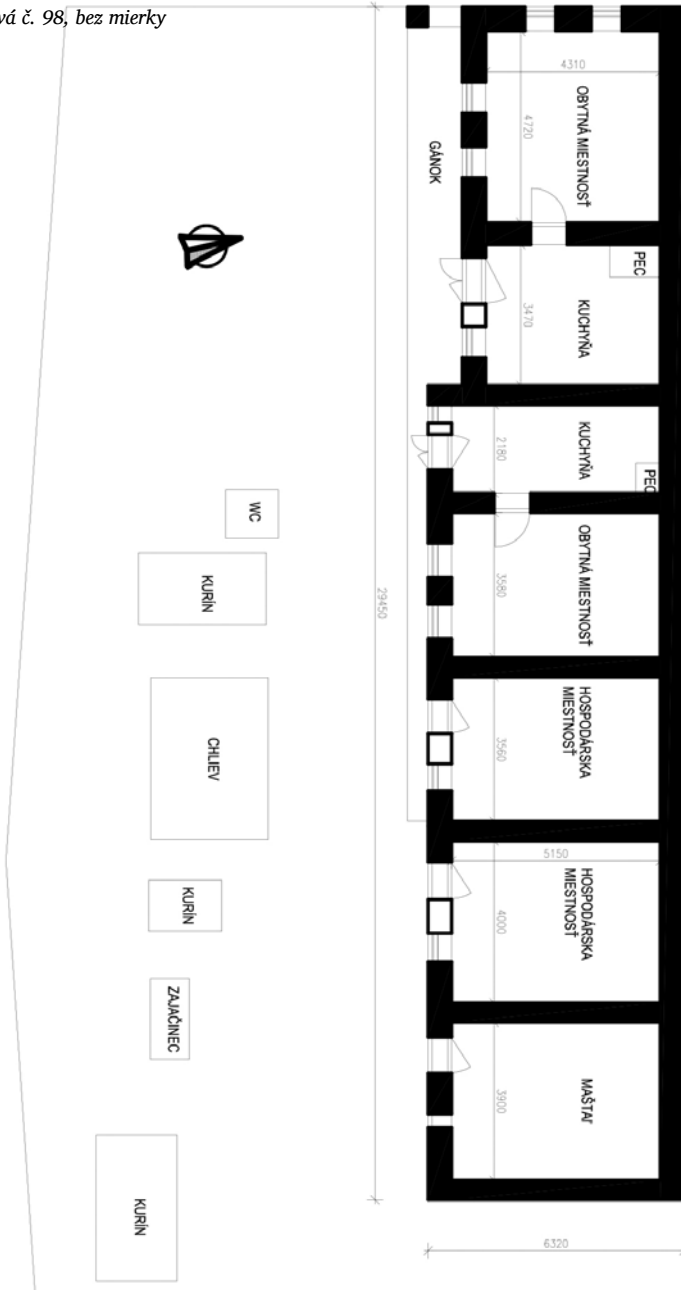 vá č. 98, bez mierky
4310
OBYTNÁ MIESTNOSŤ
4720
GÁNOK
PEC
KUCHYŇA
3470
KUCHYŇA
2180
PEC
WC
OBYTNÁ MIESTNOSŤ
3580
KURÍN
29450
HOSPODÁRSKA
MIESTNOSŤ
3560
CHLIEV
5150
HOSPODÁRSKA
MIESTNOSŤ
4000
KURÍN
ZAJAČINEC
MAŠTAĽ
3900
KURÍN
6320